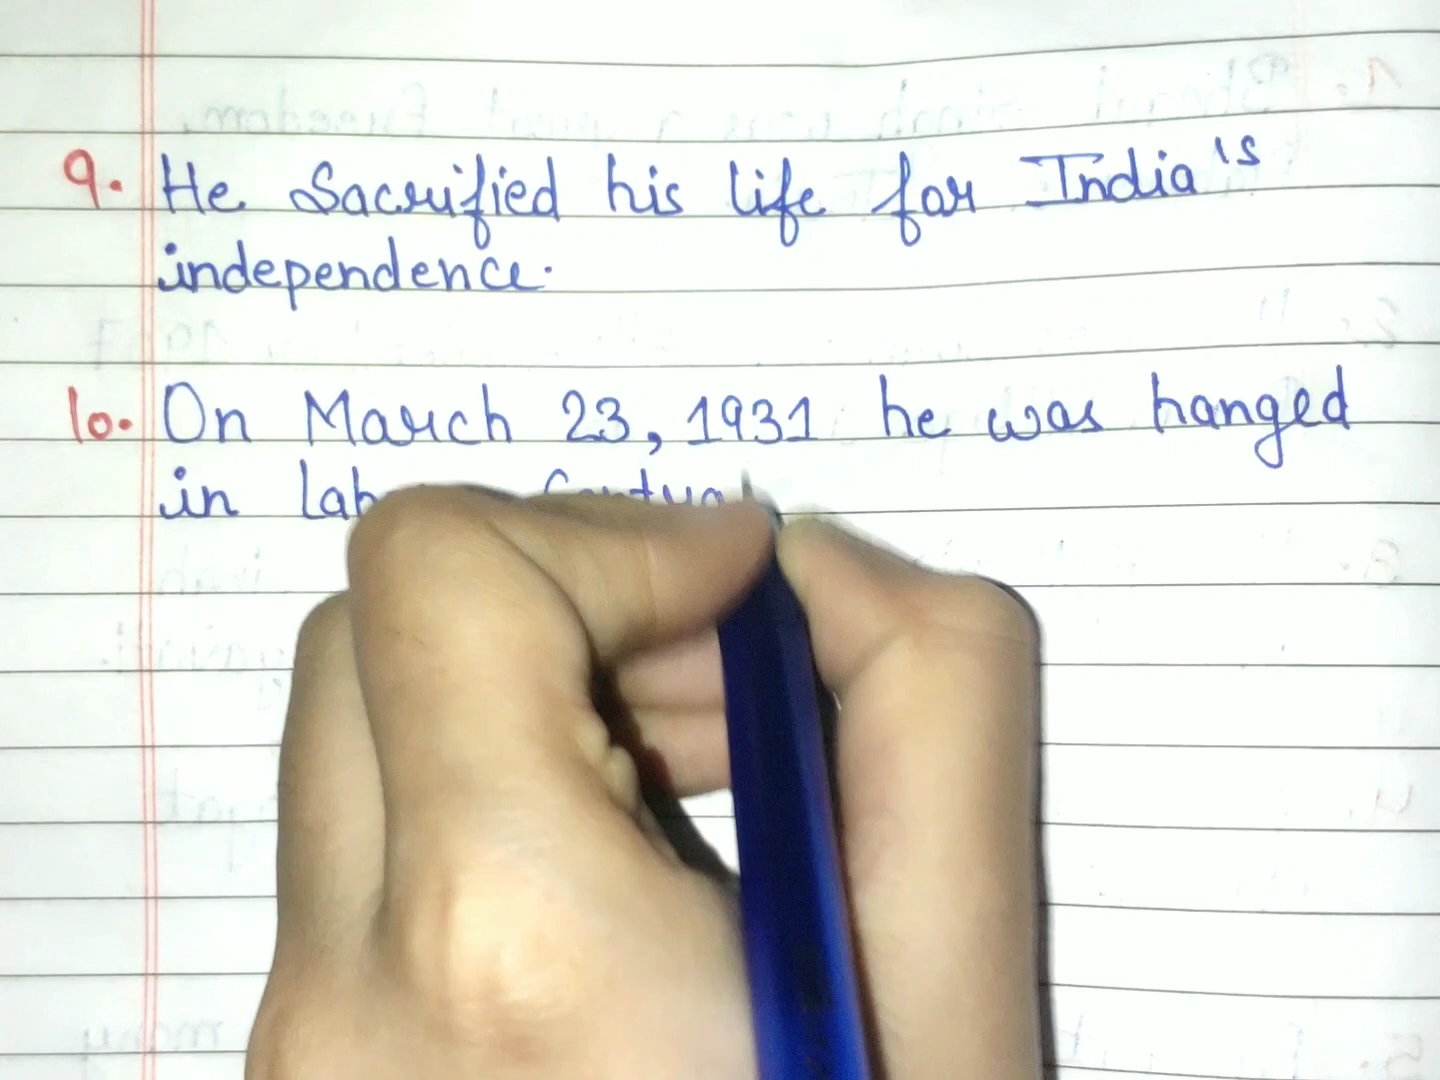 9. He Sacrified his life for India's
independence.
10. On March 23, 1931 he was hanged
in